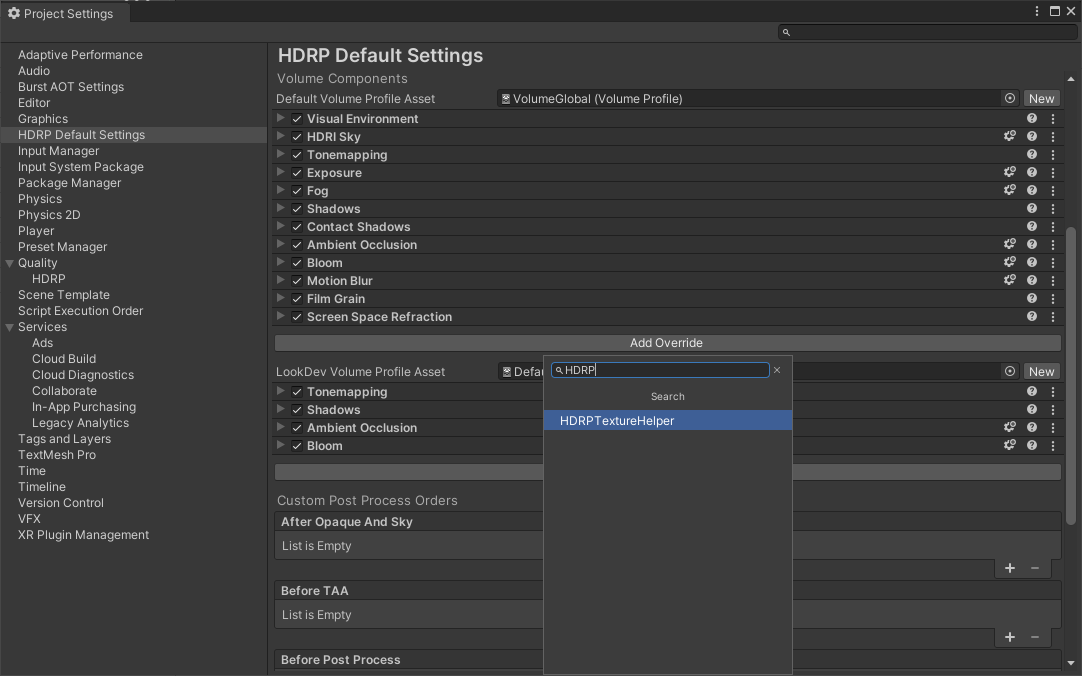 Project Settings
Adaptive Performance
Audio
Burst AOT Settings
Editor
Graphics
HDRP Default Settings
Input Manager
Input System Package
Package Manager
Physics
Physics 2D
Player
Preset Manager
Quality
HDRP
Scene Template
Script Execution Order
Services
Ads
Cloud Build
Cloud Diagnostics
Collaborate
In-App Purchasing
Legacy Analytics
Tags and Layers
TextMesh Pro
Time
Timeline
Version Control
VFX
XR Plugin Management
HDRP Default Settings
Volume Components
Default Volume Profile Asset VolumeGlobal (Volume Profile) New
Visual Environment
HDRI Sky
Tonemapping
Exposure
Fog
Shadows
Contact Shadows
Ambient Occlusion
Bloom
Motion Blur
Film Grain
Screen Space Refraction
Add Override
LookDev Volume Profile Asset Defau New
Tonemapping
Shadows
Ambient Occlusion
Bloom
HDRP
Search
HDRPTextureHelper
Custom Post Process Orders
After Opaque And Sky
List is Empty
Before TAA
List is Empty
Before Post Process